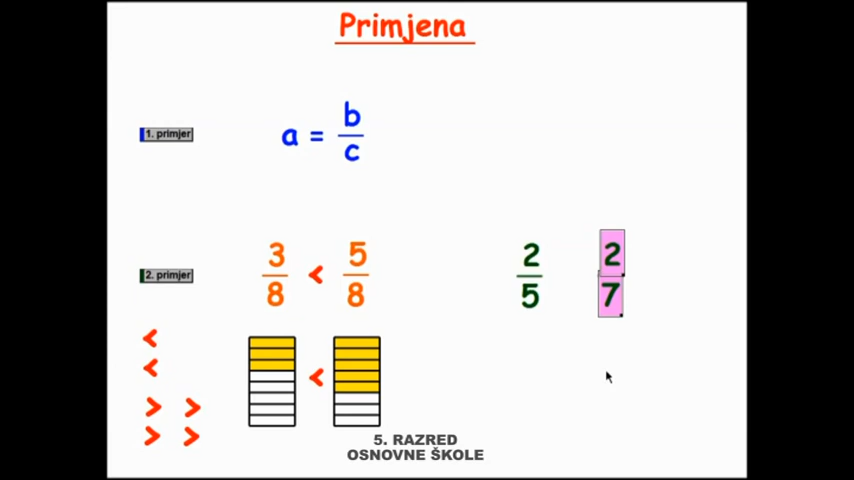 Primjena
1. primjer
a = b/c
2. primjer
3/8 < 5/8
2/5 2/7
<
<
> >
> >
<
5. RAZRED
OSNOVNE ŠKOLE